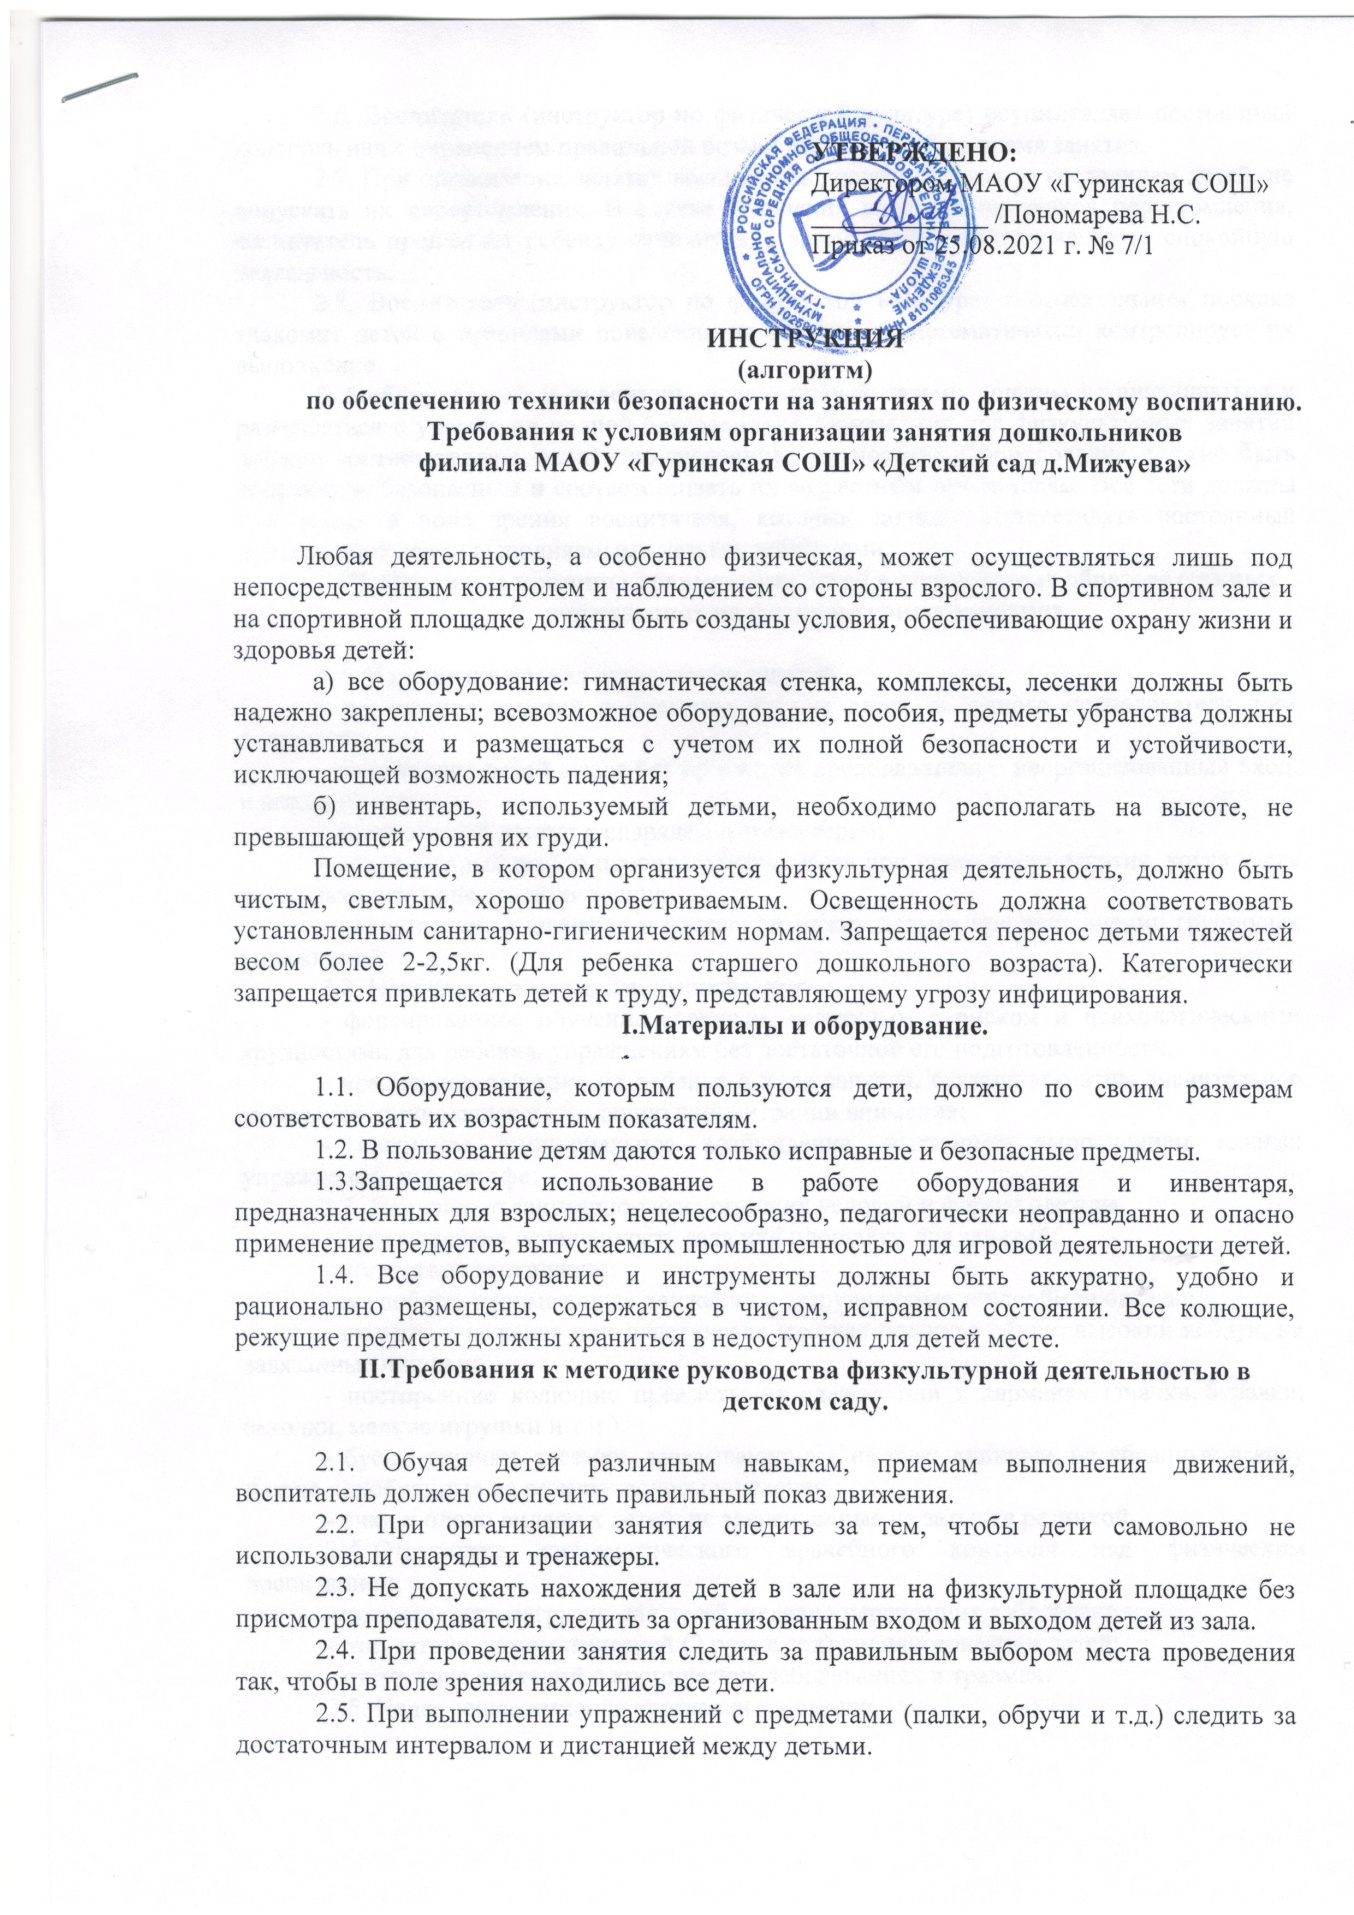 УТВЕРЖДЕНО:
Директором МАОУ «Гуринская СОШ»
/Пономарева Н.С.
Приказ от 25.08.2021 г. № 7/1
РОССИЙСКАЯ ФЕДЕРАЦИЯ • ПЕРМСКИЙ КРАЙ
МУНИЦИПАЛЬНОЕ АВТОНОМНОЕ ОБЩЕОБРАЗОВАТЕЛЬНОЕ УЧРЕЖДЕНИЕ
"ГУРИНСКАЯ СРЕДНЯЯ ОБЩЕОБРАЗОВАТЕЛЬНАЯ ШКОЛА"
ИНСТРУКЦИЯ
(алгоритм)
по обеспечению техники безопасности на занятиях по физическому воспитанию.
Требования к условиям организации занятия дошкольников
филиала МАОУ «Гуринская СОШ» «Детский сад д.Мижуева»
Любая деятельность, а особенно физическая, может осуществляться лишь под
непосредственным контролем и наблюдением со стороны взрослого. В спортивном зале и
на спортивной площадке должны быть созданы условия, обеспечивающие охрану жизни и
здоровья детей:
а) все оборудование: гимнастическая стенка, комплексы, лесенки должны быть
надежно закреплены; всевозможное оборудование, пособия, предметы убранства должны
устанавливаться и размещаться с учетом их полной безопасности и устойчивости,
исключающей возможность падения;
б) инвентарь, используемый детьми, необходимо располагать на высоте, не
превышающей уровня их груди.
Помещение, в котором организуется физкультурная деятельность, должно быть
чистым, светлым, хорошо проветриваемым. Освещенность должна соответствовать
установленным санитарно-гигиеническим нормам. Запрещается перенос детьми тяжестей
весом более 2-2,5кг. (Для ребенка старшего дошкольного возраста). Категорически
запрещается привлекать детей к труду, представляющему угрозу инфицирования.
I.Материалы и оборудование.
1.1. Оборудование, которым пользуются дети, должно по своим размерам
соответствовать их возрастным показателям.
1.2. В пользование детям даются только исправные и безопасные предметы.
1.3.Запрещается использование в работе оборудования и инвентаря,
предназначенных для взрослых; нецелесообразно, педагогически неоправданно и опасно
применение предметов, выпускаемых промышленностью для игровой деятельности детей.
1.4. Все оборудование и инструменты должны быть аккуратно, удобно и
рационально размещены, содержаться в чистом, исправном состоянии. Все колющие,
режущие предметы должны храниться в недоступном для детей месте.
II.Требования к методике руководства физкультурной деятельностью в
детском саду.
2.1. Обучая детей различным навыкам, приемам выполнения движений,
воспитатель должен обеспечить правильный показ движения.
2.2. При организации занятия следить за тем, чтобы дети самовольно не
использовали снаряды и тренажеры.
2.3. Не допускать нахождения детей в зале или на физкультурной площадке без
присмотра преподавателя, следить за организованным входом и выходом детей из зала.
2.4. При проведении занятия следить за правильным выбором места проведения
так, чтобы в поле зрения находились все дети.
2.5. При выполнении упражнений с предметами (палки, обручи и т.д.) следить за
достаточным интервалом и дистанцией между детьми.